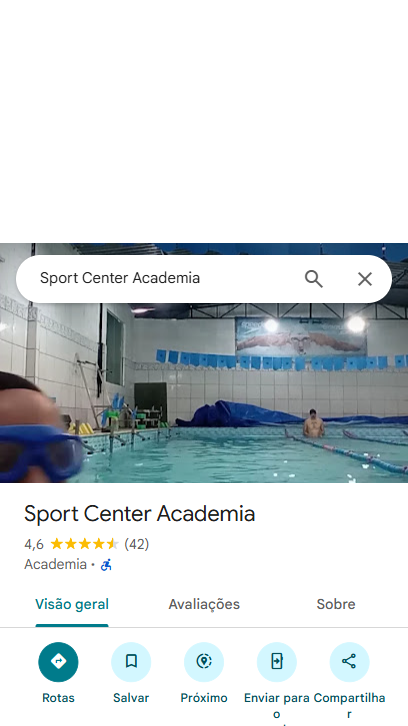 Sport Center Academia
Sport Center Academia
4,6 (42)
Academia •
Visão geral Avaliações Sobre
Rotas Salvar Próximo Enviar para o Compartilhar